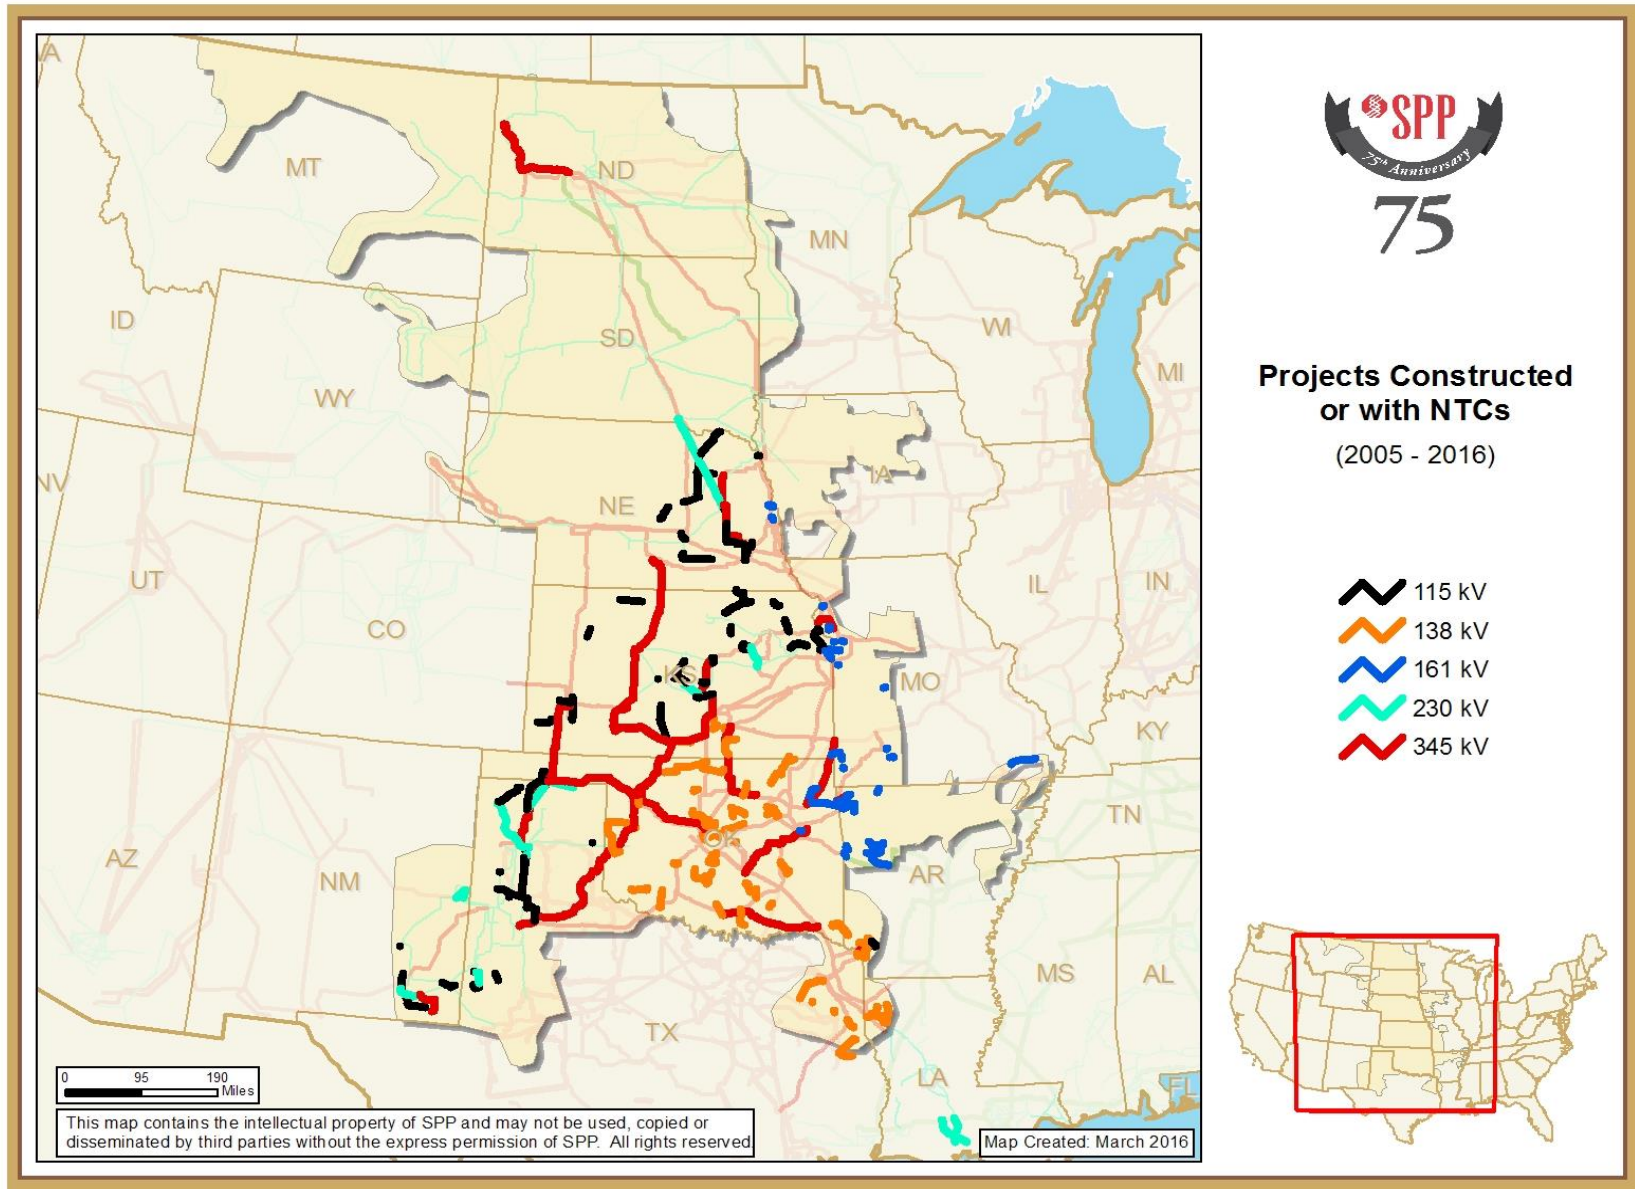 SPP
75th Anniversary
75
Projects Constructed
or with NTCs
(2005 - 2016)
115 kV
138 kV
161 kV
230 kV
345 kV
MT
ND
MN
ID
SD
WI
MI
WY
NV
NE
IA
UT
CO
KS
MO
IL
IN
KY
AZ
NM
OK
AR
TN
TX
LA
MS
AL
FL
0 95 190
Miles
This map contains the intellectual property of SPP and may not be used, copied or
disseminated by third parties without the express permission of SPP. All rights reserved
Map Created: March 2016